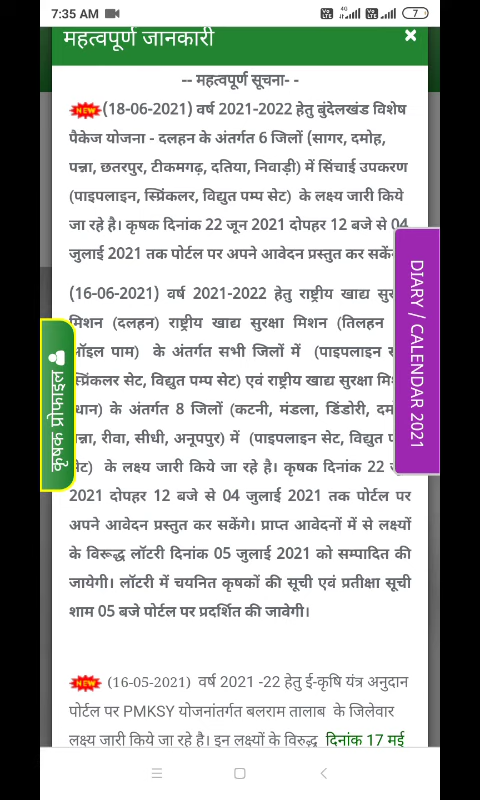 7:35 AM
4G
7
महत्वपूर्ण जानकारी
×
-- महत्वपूर्ण सूचना- -
NEW (18-06-2021) वर्ष 2021-2022 हेतु बुंदेलखंड विशेष
पैकेज योजना - दलहन के अंतर्गत 6 जिलों (सागर, दमोह,
पन्ना, छतरपुर, टीकमगढ़, दतिया, निवाड़ी) में सिंचाई उपकरण
(पाइपलाइन, स्प्रिंकलर, विद्युत पम्प सेट) के लक्ष्य जारी किये
जा रहे है। कृषक दिनांक 22 जून 2021 दोपहर 12 बजे से 04
जुलाई 2021 तक पोर्टल पर अपने आवेदन प्रस्तुत कर
(16-06-2021) वर्ष 2021-2022 हेतु राष्ट्रीय खाद्य
मिशन (दलहन) राष्ट्रीय खाद्य सुरक्षा मिशन (तिलहन
पाम) के अंतर्गत सभी जिलों में (पाइपलाइन
सेट, विद्युत पम्प सेट) एवं राष्ट्रीय खाद्य सुरक्षा
के अंतर्गत 8 जिलों (कटनी, मंडला, डिंडोरी,
रीवा, सीधी, अनूपपुर) में (पाइपलाइन सेट, विद्युत
के लक्ष्य जारी किये जा रहे है। कृषक दिनांक 22
2021 दोपहर 12 बजे से 04 जुलाई 2021 तक पोर्टल पर
अपने आवेदन प्रस्तुत कर सकेंगे। प्राप्त आवेदनों में से लक्ष्यों
के विरूद्ध लॉटरी दिनांक 05 जुलाई 2021 को सम्पादित की
जायेगी। लॉटरी में चयनित कृषकों की सूची एवं प्रतीक्षा सूची
शाम 05 बजे पोर्टल पर प्रदर्शित की जावेगी।
NEW (16-05-2021) वर्ष 2021 -22 हेतु ई-कृषि यंत्र अनुदान
पोर्टल पर PMKSY योजनांतर्गत बलराम तालाब के जिलेवार
लक्ष्य जारी किये जा रहे है। इन लक्ष्यों के विरुद्ध दिनांक 17 मई
DIARY / CALENDAR 2021
कृषक प्रोफाइल